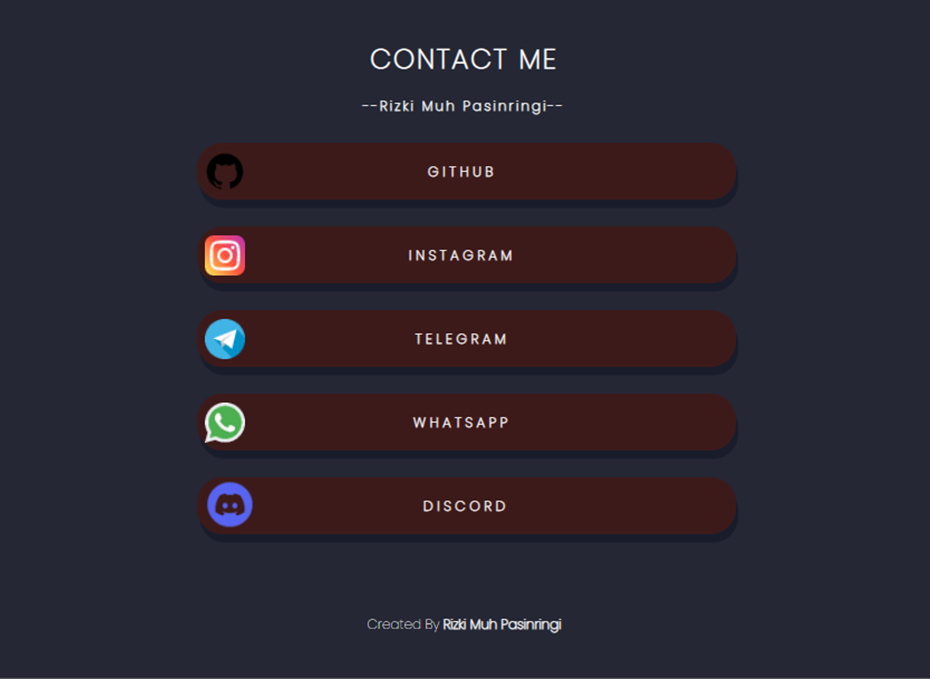 CONTACT ME
--Rizki Muh Pasinringi--
GITHUB
INSTAGRAM
TELEGRAM
WHATSAPP
DISCORD
Created By Rizki Muh Pasinringi